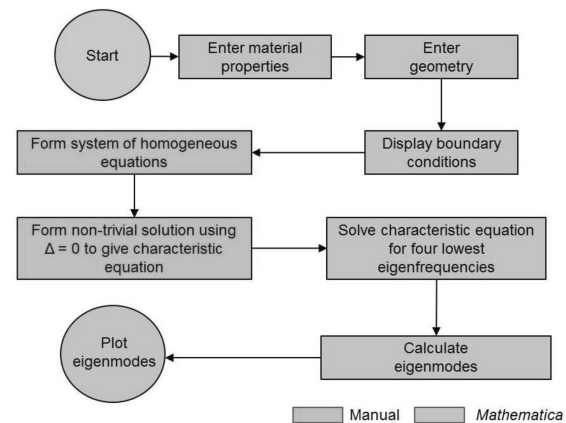 Start
Enter material
properties
Enter
geometry
Display boundary
conditions
Form system of homogeneous
equations
Form non-trivial solution using
Δ = 0 to give characteristic
equation
Solve characteristic equation
for four lowest
eigenfrequencies
Calculate
eigenmodes
Plot
eigenmodes
Manual
Mathematica